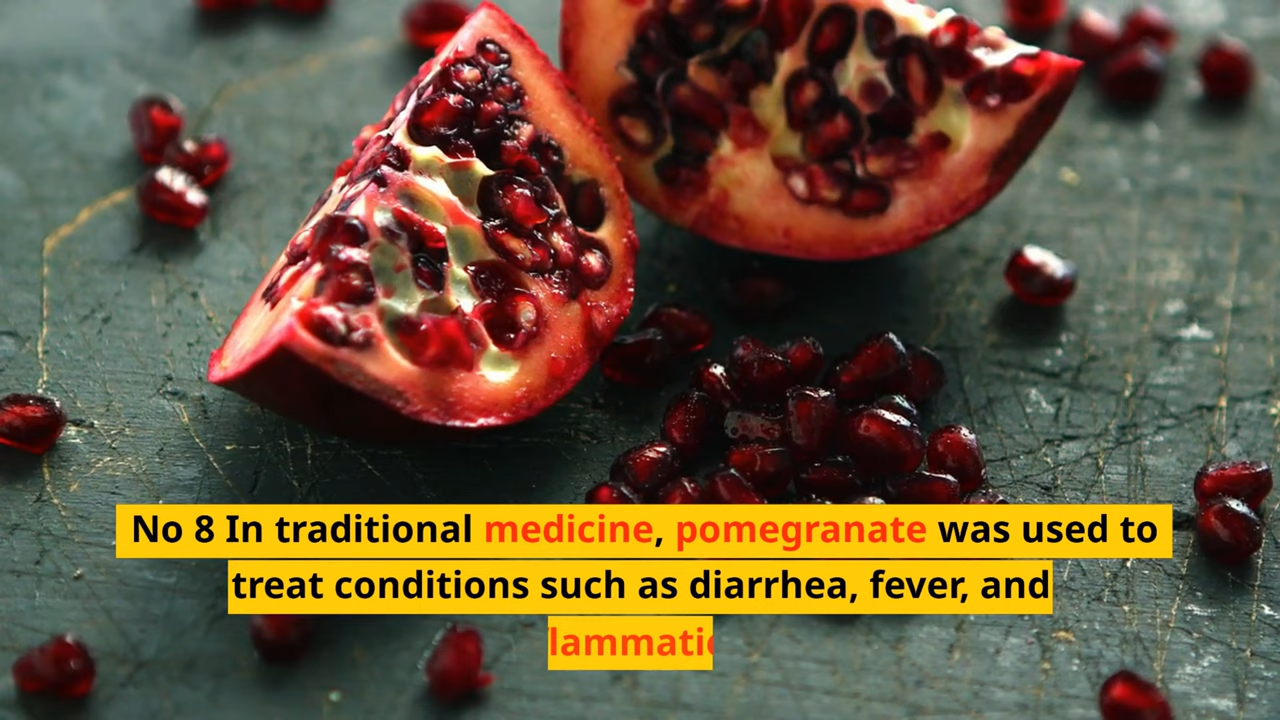 No 8 In traditional medicine, pomegranate was used to
treat conditions such as diarrhea, fever, and
lammati